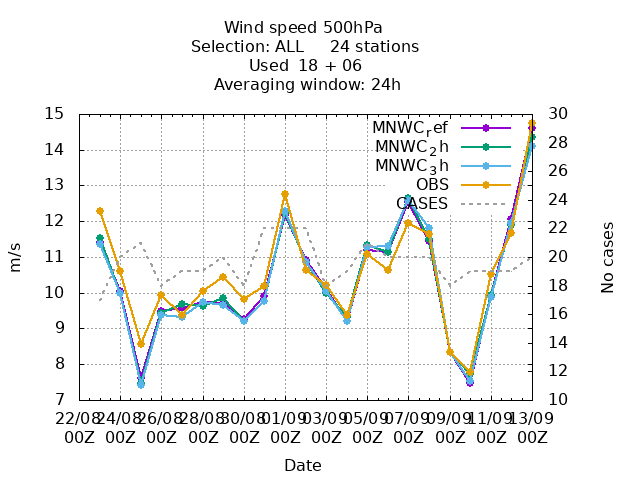 Wind speed 500hPa
Selection: ALL     24 stations
Used  18 + 06
Averaging window: 24h
MNWC_ref
MNWC_2h
MNWC_3h
OBS
CASES
m/s
15
14
13
12
11
10
9
8
7
No cases
30
28
26
24
22
20
18
16
14
12
10
22/08 24/08 26/08 28/08 30/08 01/09 03/09 05/09 07/09 09/09 11/09 13/09
00Z 00Z 00Z 00Z 00Z 00Z 00Z 00Z 00Z 00Z 00Z 00Z
Date